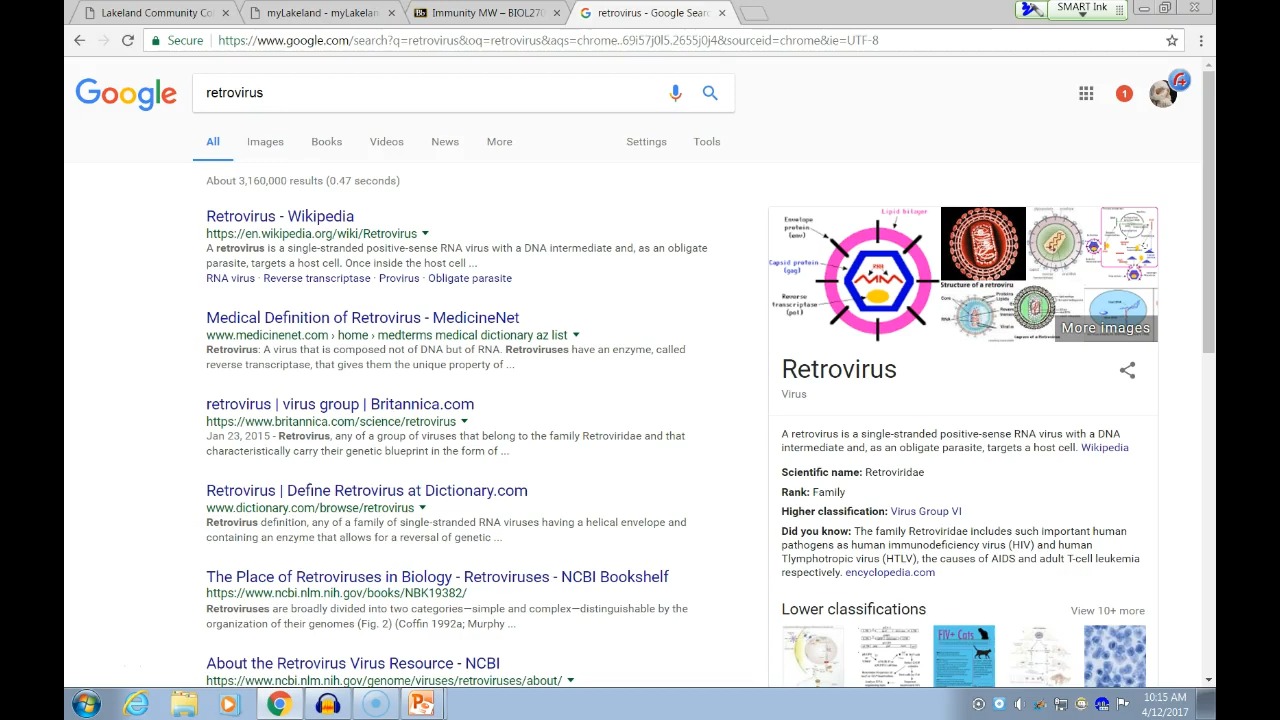 Lakeland Community Col
myLakeland – myLakelan
Immunity MW – BIOL270
retrovirus - Google Searc
SMART Ink
Secure
https://www.google.com/search?q=retrovirus&oq=retrovirus&aqs=chrome..69i57j0l5.2655j0j4&sourceid=chrome&ie=UTF-8
Google
retrovirus
1
All
Images
Books
Videos
News
More
Settings
Tools
About 3,160,000 results (0.47 seconds)
Retrovirus - Wikipedia
https://en.wikipedia.org/wiki/Retrovirus
A retrovirus is a single-stranded positive-sense RNA virus with a DNA intermediate and, as an obligate
parasite targets a host cell. Once inside the host cell ...
RNA virus · Reverse transcriptase · Provirus · Obligate parasite
Medical Definition of Retrovirus - MedicineNet
www.medicinenet.com › home › medterms medical dictionary az list
Retrovirus: A virus that is composed not of DNA but of RNA. Retroviruses have an enzyme, called
reverse transcriptase, that gives them the unique property of ...
retrovirus | virus group | Britannica.com
https://www.britannica.com/science/retrovirus
Jan 23, 2015 - Retrovirus, any of a group of viruses that belong to the family Retroviridae and that
characteristically carry their genetic blueprint in the form of ...
Retrovirus | Define Retrovirus at Dictionary.com
www.dictionary.com/browse/retrovirus
Retrovirus definition, any of a family of single-stranded RNA viruses having a helical envelope and
containing an enzyme that allows for a reversal of genetic ...
The Place of Retroviruses in Biology - Retroviruses - NCBI Bookshelf
https://www.ncbi.nlm.nih.gov/books/NBK19382/
Retroviruses are broadly divided into two categories—simple and complex—distinguishable by the
organization of their genomes (Fig. 2) (Coffin 1992a; Murphy ...
About the Retrovirus Virus Resource - NCBI
https://www.ncbi.nlm.nih.gov/genome/viruses/retroviruses/about/
Lipid bilayer
Envelope
protein
(env)
Capsid protein
(gag)
RNA
Reverse
transcriptase
(pol)
Structure of a retroviru
More images
Retrovirus
Virus
A retrovirus is a single-stranded positive-sense RNA virus with a DNA
intermediate and, as an obligate parasite, targets a host cell. Wikipedia
Scientific name: Retroviridae
Rank: Family
Higher classification: Virus Group VI
Did you know: The family Retroviridae includes such important human
pathogens as human immunodeficiency virus (HIV) and human
Tlymphotropic virus (HTLV), the causes of AIDS and adult T-cell leukemia
respectively. encyclopedia.com
Lower classifications
View 10+ more
FIV+ Cats
10:15 AM
4/12/2017